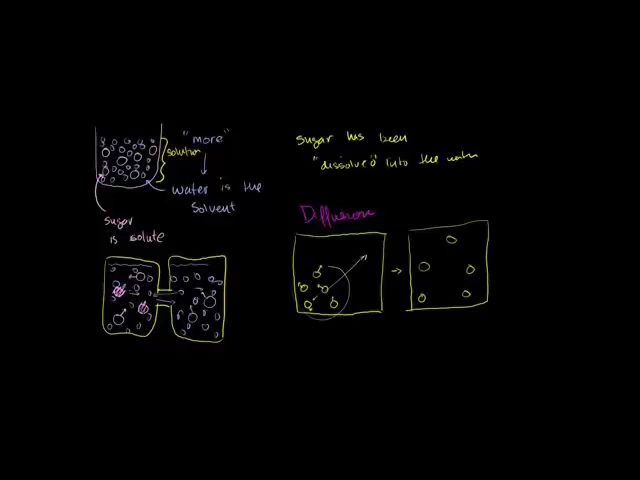 "more"
solution
water is the
solvent
sugar
is solute
sugar has been
"dissolved" into the water
Diffusion